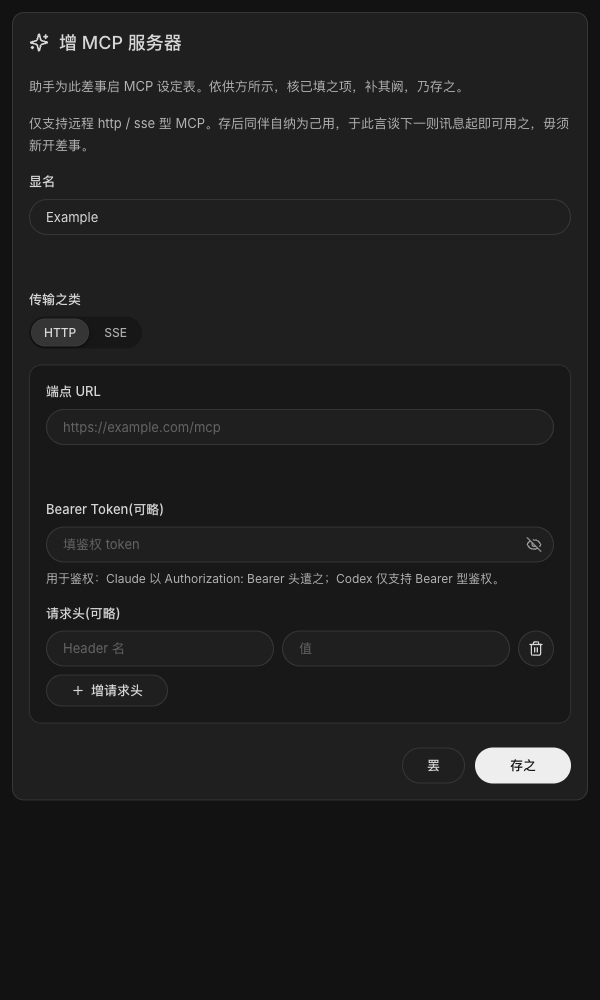 增 MCP 服务器
助手为此差事启 MCP 设定表。依供方所示，核已填之项，补其阙，乃存之。
仅支持远程 http / sse 型 MCP。存后同伴自纳为己用，于此言谈下一则讯息起即可用之，毋须
新开差事。
显名
Example
传输之类
HTTP SSE
端点 URL
https://example.com/mcp
Bearer Token(可略)
填鉴权 token
用于鉴权：Claude 以 Authorization: Bearer 头遣之；Codex 仅支持 Bearer 型鉴权。
请求头(可略)
Header 名 值
+ 增请求头
罢 存之